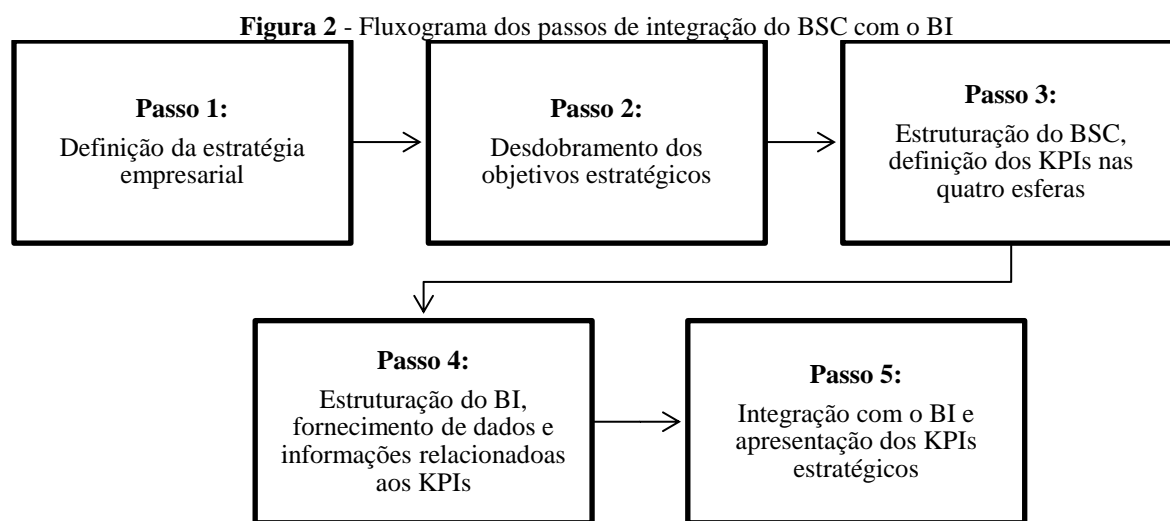 Figura 2 - Fluxograma dos passos de integração do BSC com o BI
Passo 1:
Definição da estratégia
empresarial
Passo 2:
Desdobramento dos
objetivos estratégicos
Passo 3:
Estruturação do BSC,
definição dos KPIs nas
quatro esferas
Passo 4:
Estruturação do BI,
fornecimento de dados e
informações relacionadoas
aos KPIs
Passo 5:
Integração com o BI e
apresentação dos KPIs
estratégicos